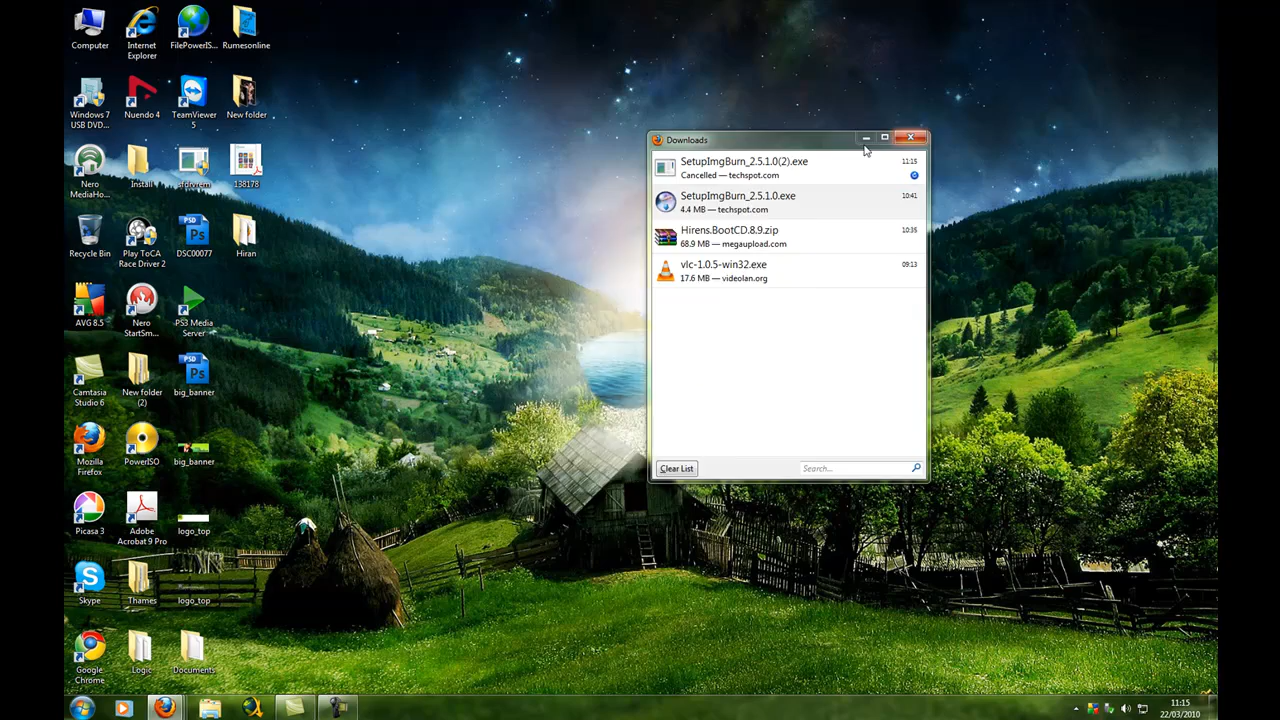 Computer
Internet
Explorer
FilePowerIS...
Rumesonline
Windows 7
USB DVD...
Nuendo 4
TeamViewer
5
New folder
Nero
MediaHo...
Install
sfdrvrem
138178
Recycle Bin
Play ToCA
Race Driver 2
DSC00077
Hiran
AVG 8.5
Nero
StartSm...
PS3 Media
Server
Camtasia
Studio 6
New folder
(2)
big_banner
Mozilla
Firefox
PowerISO
big_banner
Picasa 3
Adobe
Acrobat 9 Pro
logo_top
Skype
Thames
logo_top
Google
Chrome
Logic
Documents
Downloads
SetupImgBurn_2.5.1.0(2).exe 11:15
Cancelled — techspot.com
SetupImgBurn_2.5.1.0.exe 10:41
4.4 MB — techspot.com
Hirens.BootCD.8.9.zip 10:35
68.9 MB — megaupload.com
vlc-1.0.5-win32.exe 09:13
17.6 MB — videolan.org
Clear List
Search...
11:15
22/03/2010